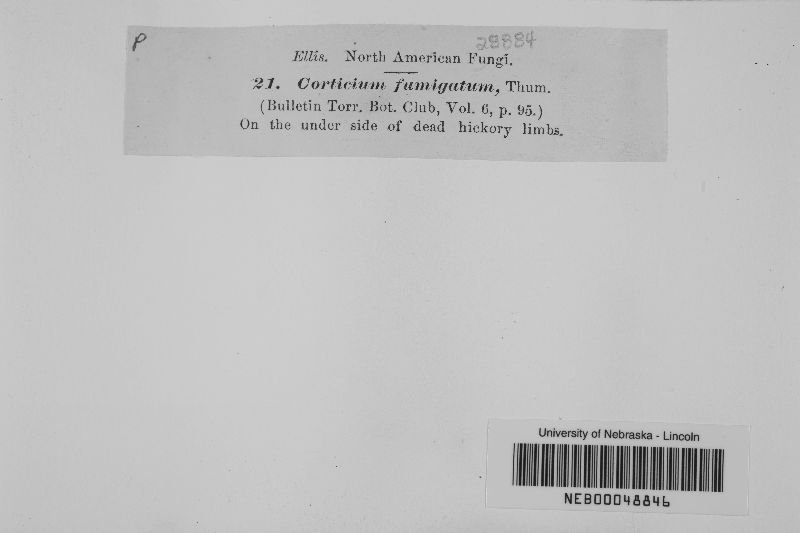 P
28884
Ellis. North American Fungi.
21. Corticium fumigatum, Thum.
(Bulletin Torr. Bot. Club, Vol. 6, p. 95.)
On the under side of dead hickory limbs.
University of Nebraska - Lincoln
NEB00048846